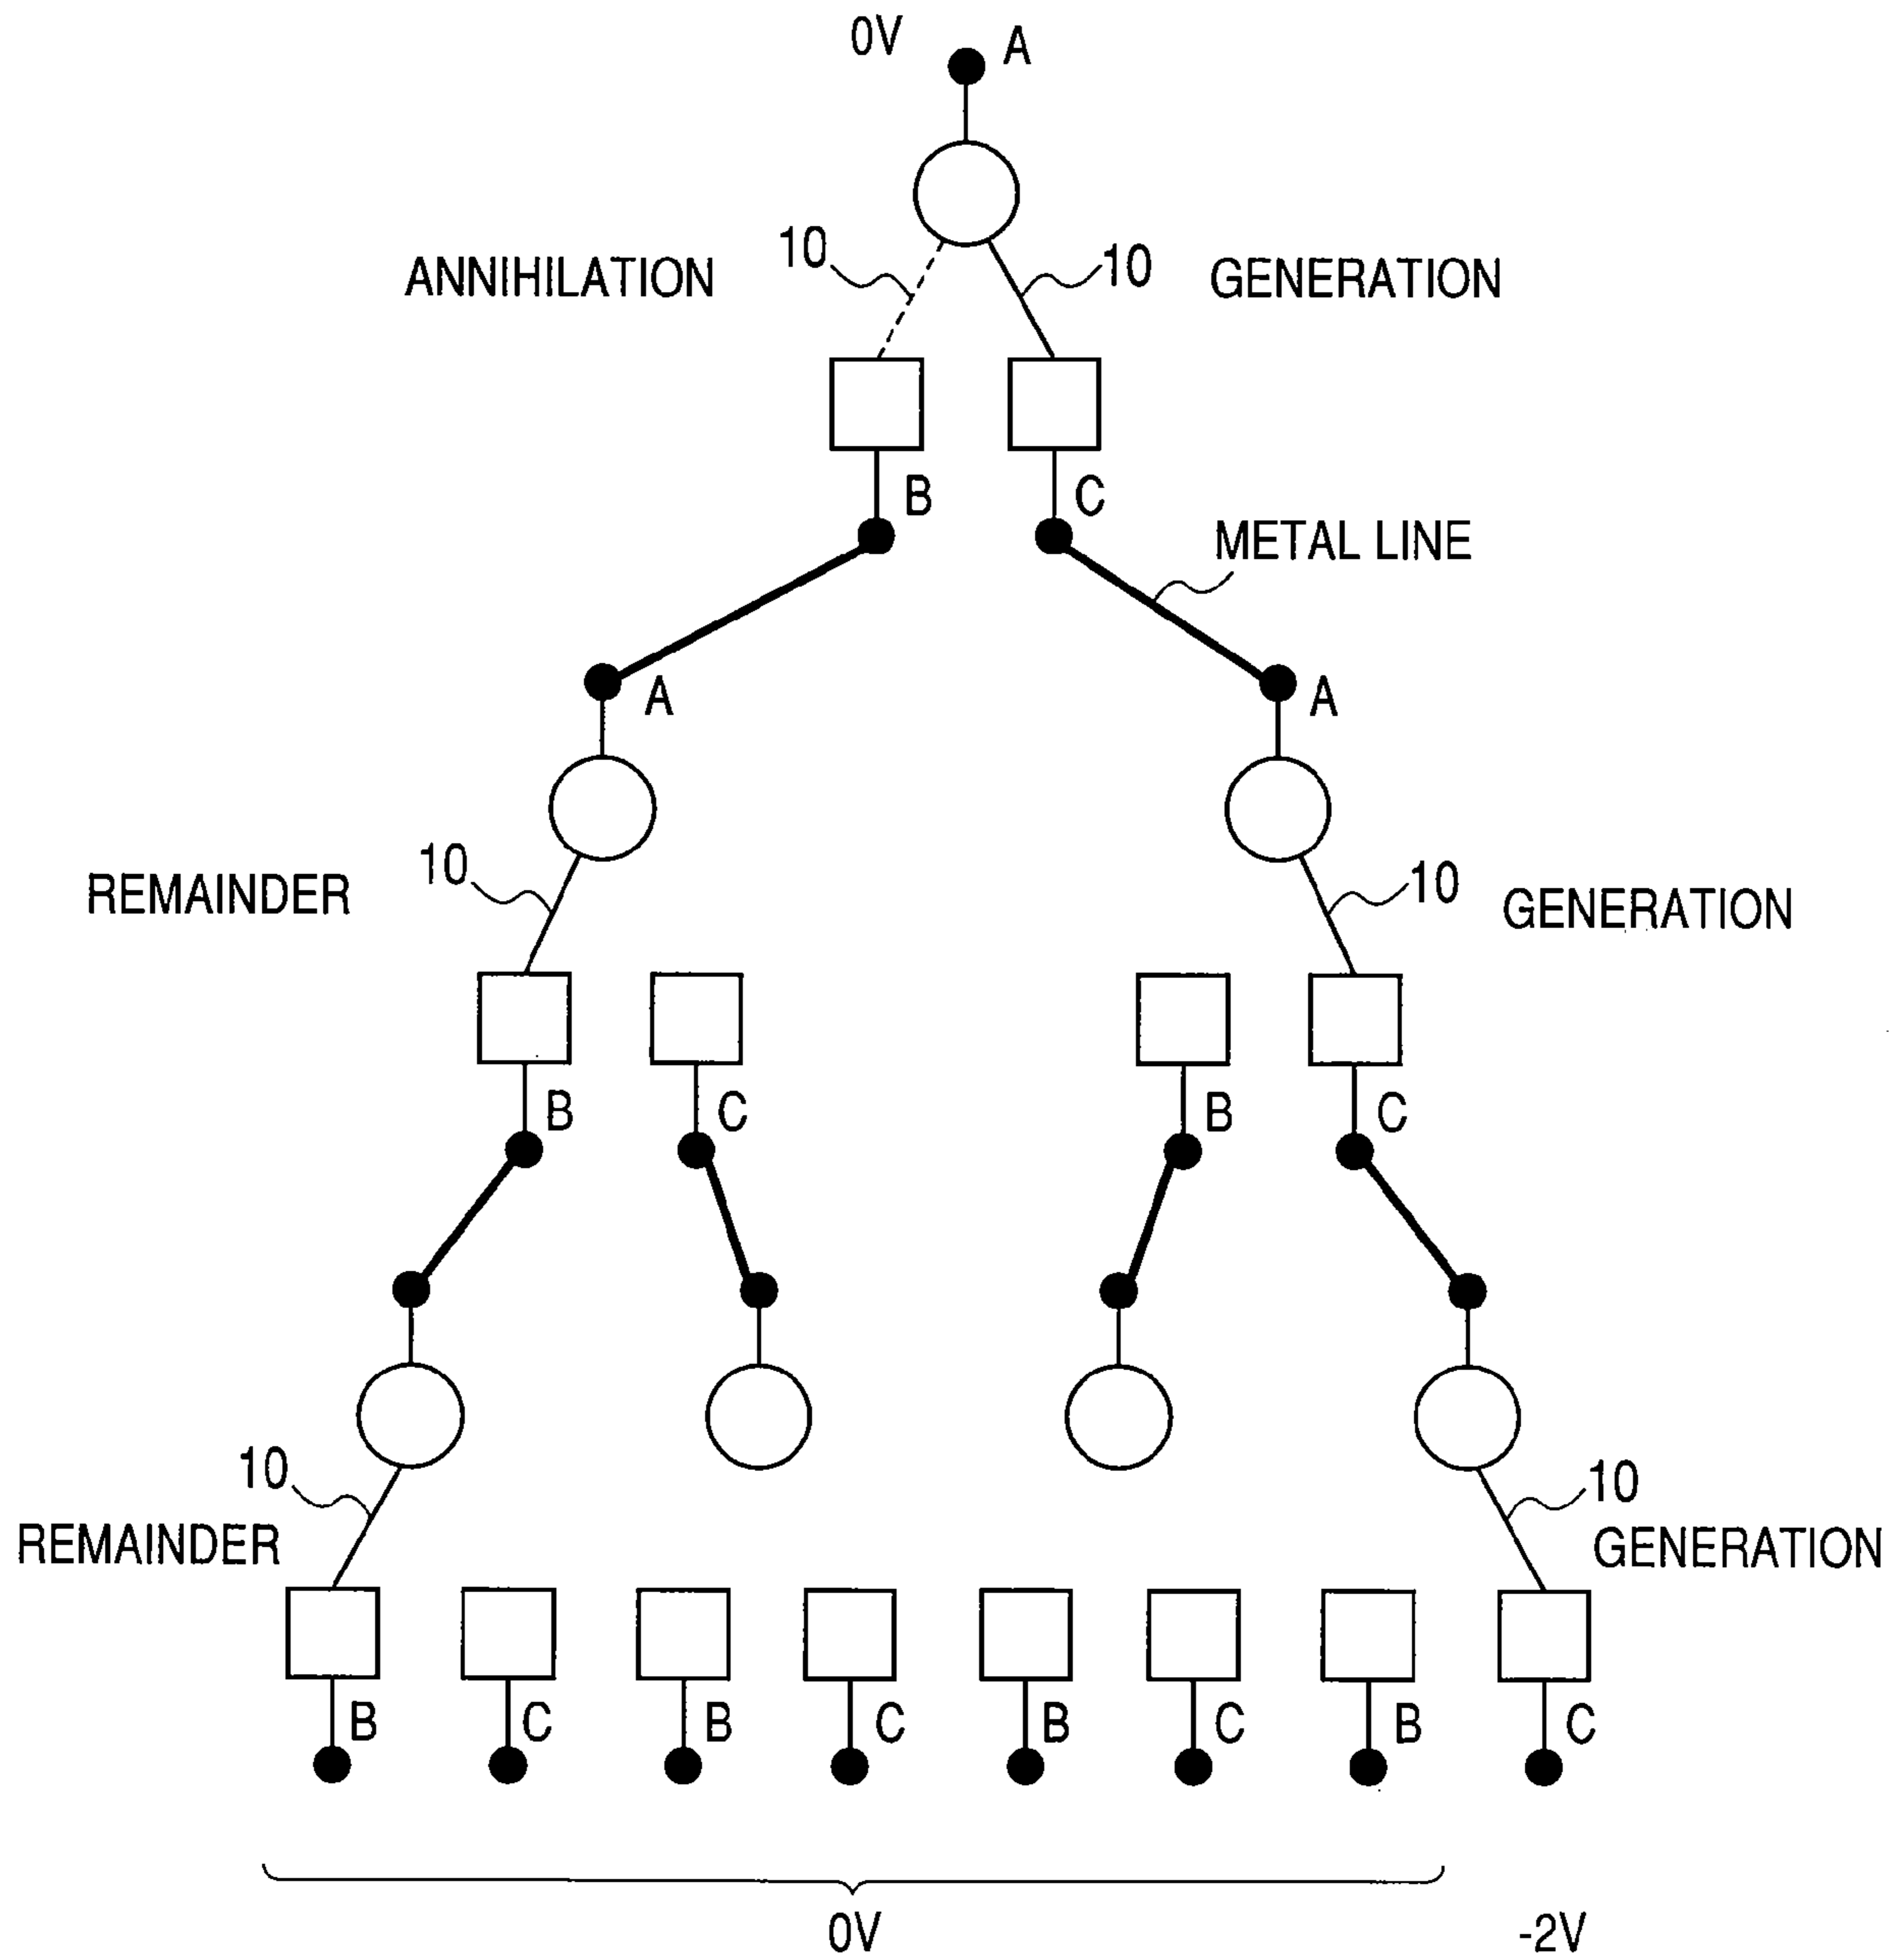 0V A
ANNIHILATION 10 10 GENERATION
B C
METAL LINE
A A
REMAINDER 10 10 GENERATION
B C B C
10 10
REMAINDER GENERATION
B C B C B C B C
0V -2V